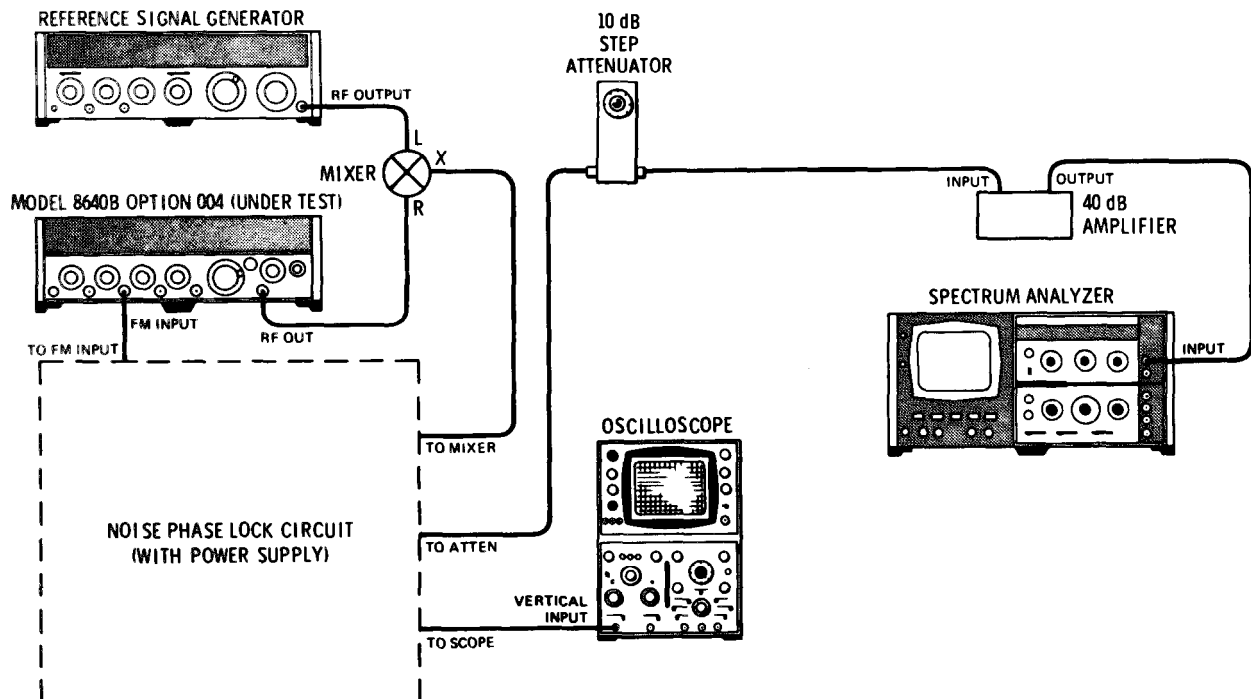 REFERENCE SIGNAL GENERATOR
RF OUTPUT
10 dB
STEP
ATTENUATOR
L
X
MIXER
R
MODEL 8640B OPTION 004 (UNDER TEST)
INPUT
OUTPUT
40 dB
AMPLIFIER
FM INPUT
RF OUT
TO FM INPUT
SPECTRUM ANALYZER
INPUT
OSCILLOSCOPE
TO MIXER
NOISE PHASE LOCK CIRCUIT
(WITH POWER SUPPLY)
TO ATTEN
VERTICAL
INPUT
TO SCOPE